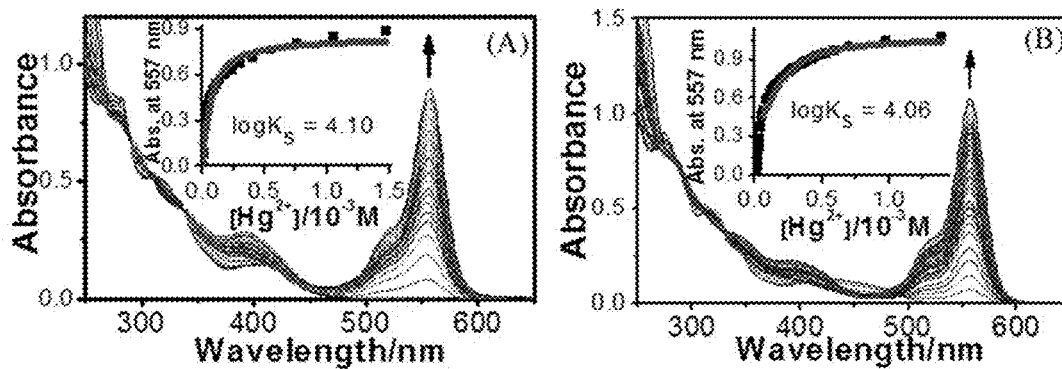 (A)
Absorbance
1.0
0.5
0.0
300 400 500 600
Wavelength/nm
Abs. at 557 nm
0.9
0.6
0.3
0.0
0.0 0.5 1.0 1.5
[Hg²⁺]/10⁻³M
logK_S = 4.10
(B)
Absorbance
1.5
1.0
0.5
0.0
300 400 500 600
Wavelength/nm
Abs. at 557 nm
0.9
0.6
0.3
0.0
0.0 0.5 1.0
[Hg²⁺]/10⁻³M
logK_S = 4.06